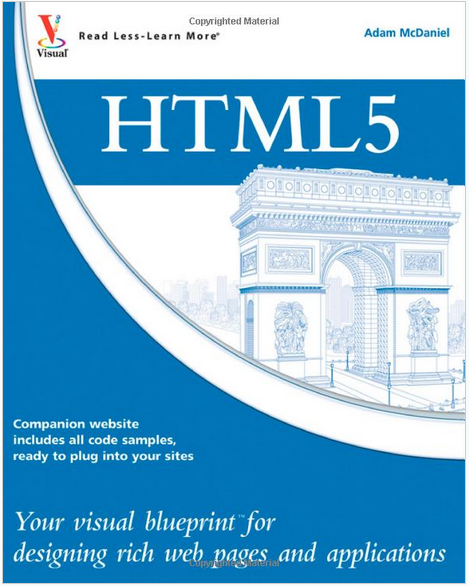 Copyrighted Material
Visual™
Read Less-Learn More®
Adam McDaniel
HTML5
Companion website
includes all code samples,
ready to plug into your sites
Your visual blueprint™ for
designing rich web pages and applications
Copyrighted Material